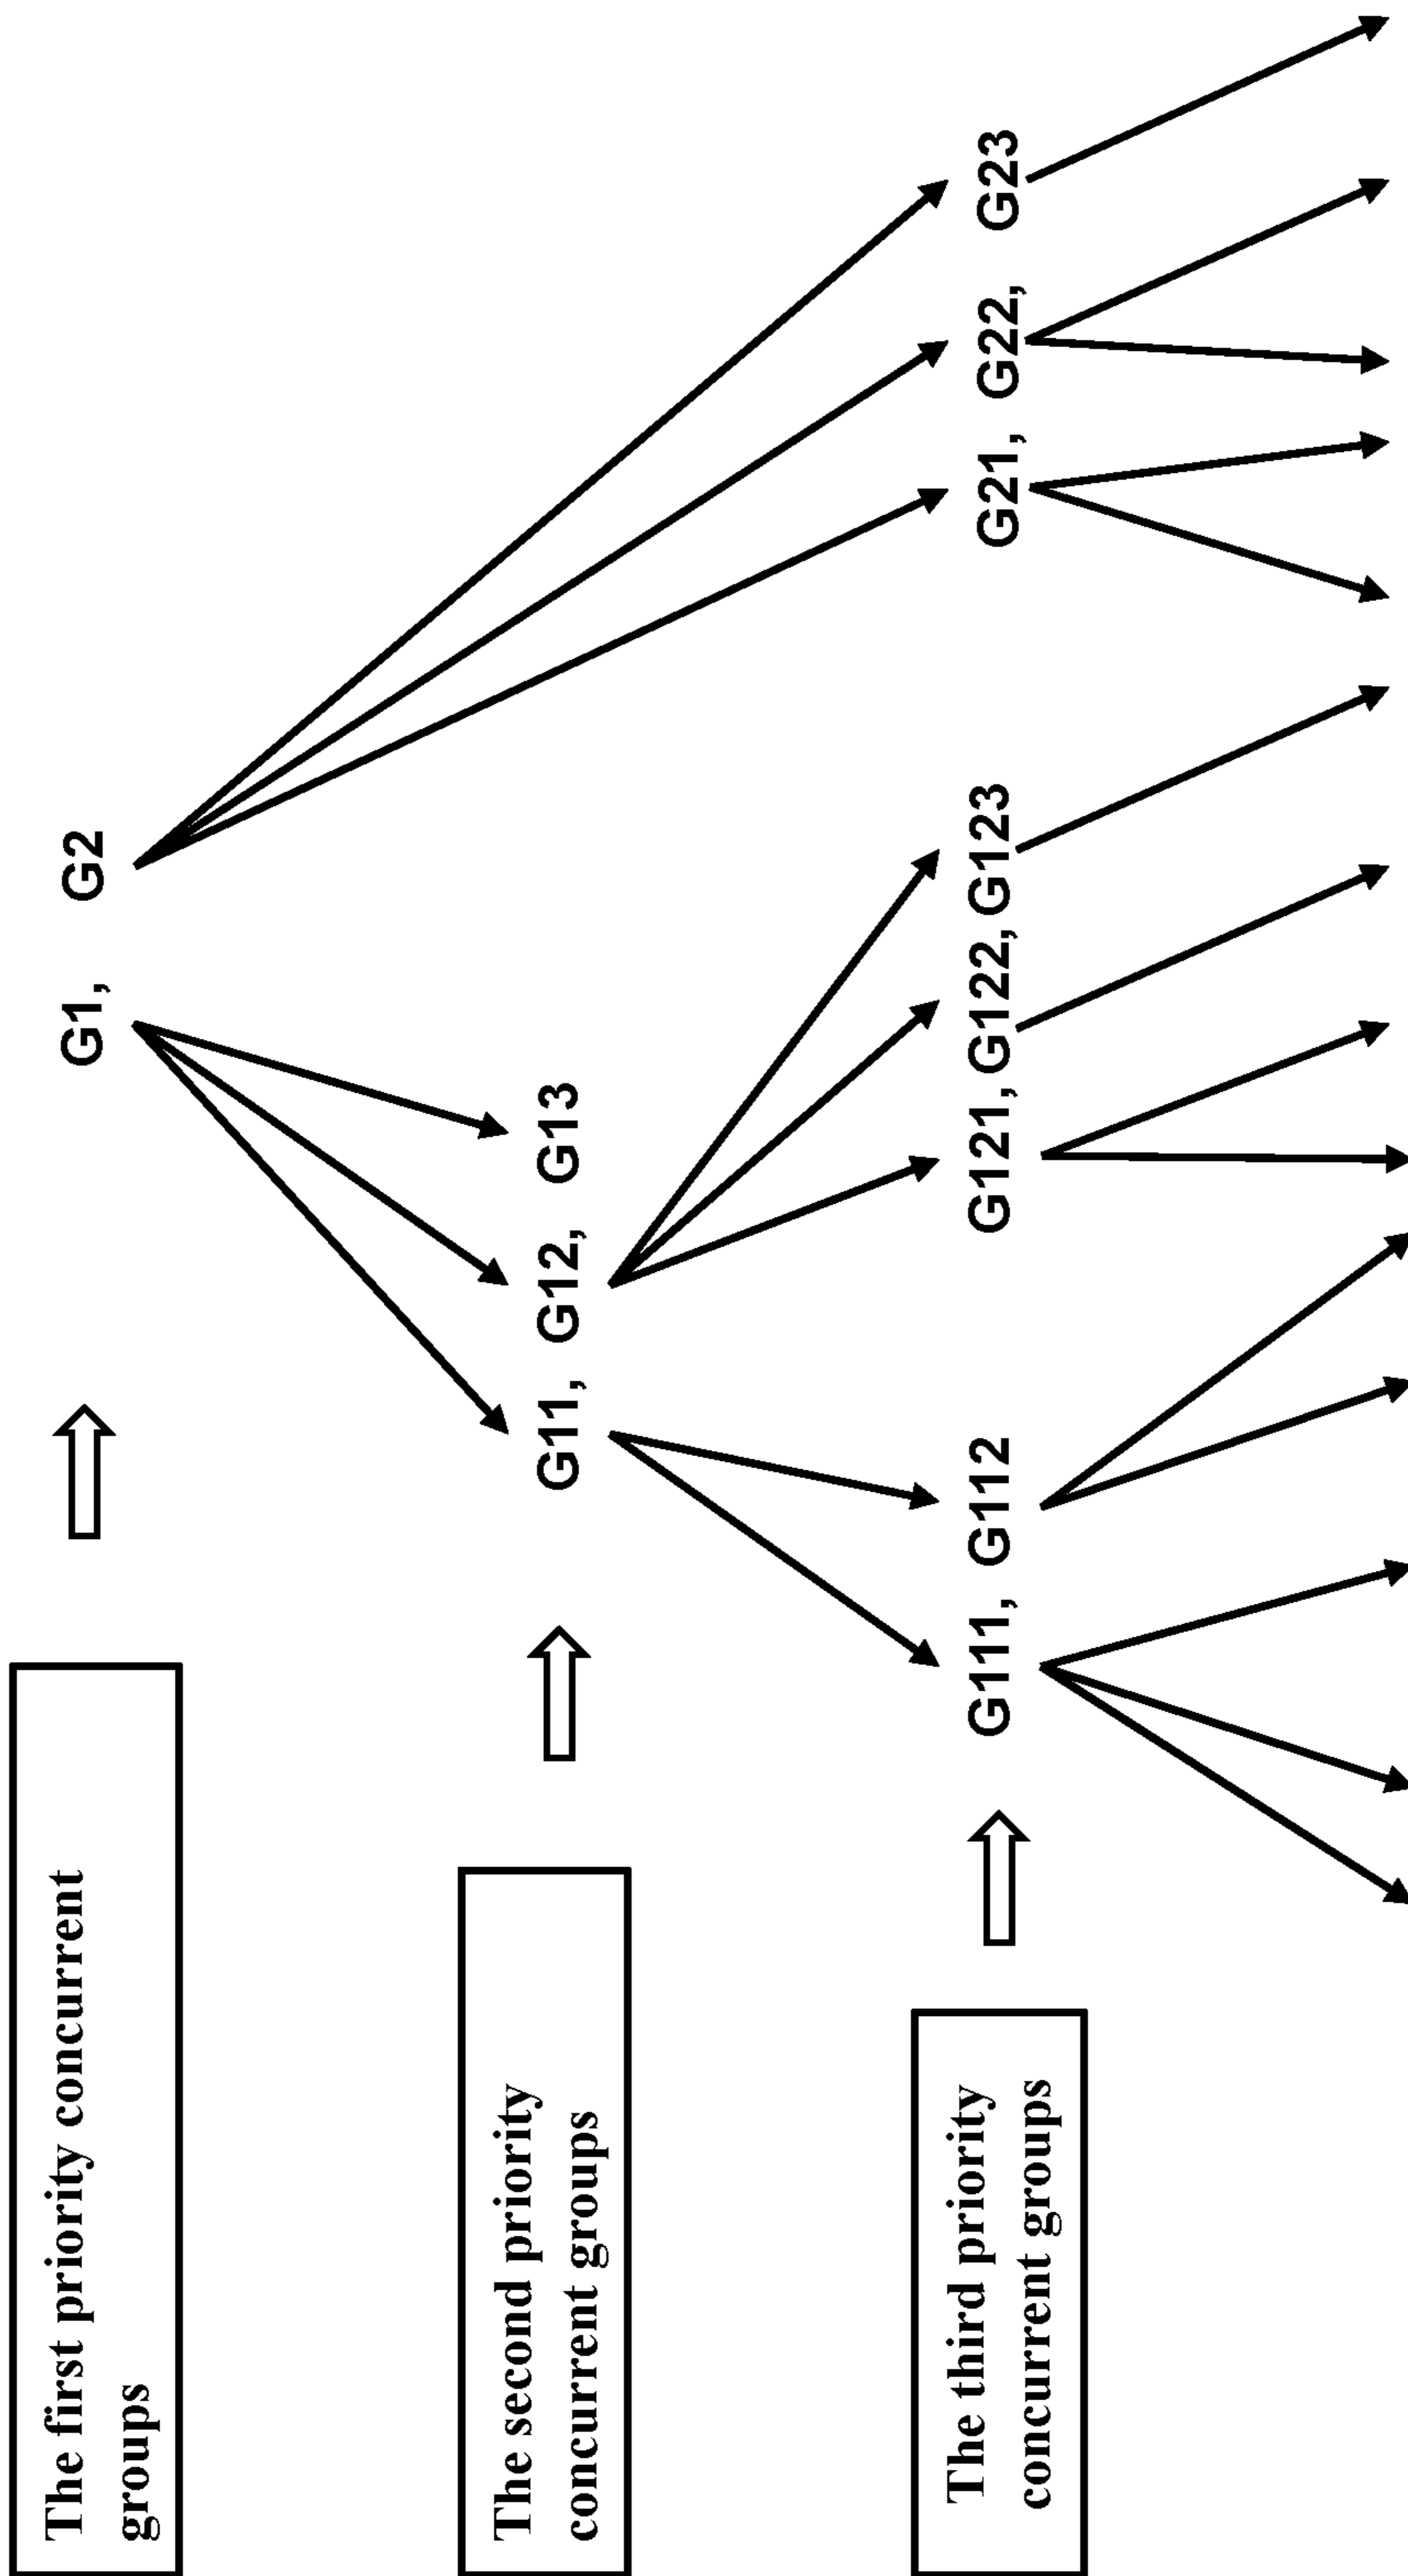 The first priority concurrent
groups
G1, G2
The second priority
concurrent groups
G11, G12, G13
The third priority
concurrent groups
G111, G112
G121, G122, G123
G21, G22, G23